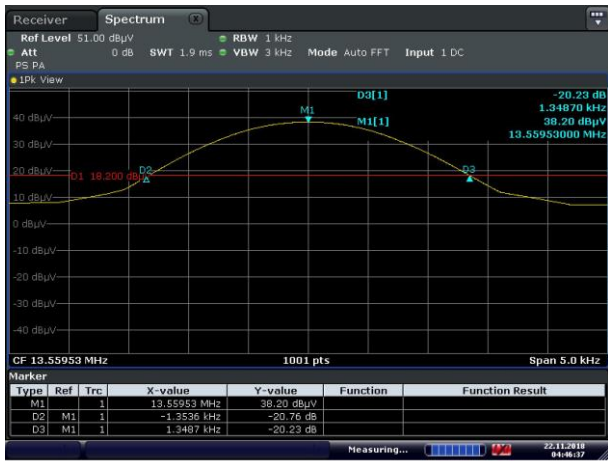 Receiver Spectrum X
Ref Level 51.00 dBµV RBW 1 kHz
Att 0 dB SWT 1.9 ms VBW 3 kHz Mode Auto FFT Input 1 DC
PS PA
1Pk View
D3[1] -20.23 dB
1.34870 kHz
M1
40 dBµV M1[1] 38.20 dBµV
13.55953000 MHz
30 dBµV
20 dBµV D1 18.200 dBµV D2 D3
10 dBµV
0 dBµV
-10 dBµV
-20 dBµV
-30 dBµV
-40 dBµV
CF 13.55953 MHz 1001 pts Span 5.0 kHz
Marker
Type Ref Trc X-value Y-value Function Function Result
M1 1 13.55953 MHz 38.20 dBµV
D2 M1 1 -1.3536 kHz -20.76 dB
D3 M1 1 1.3487 kHz -20.23 dB
Measuring... 22.11.2018
04:46:37